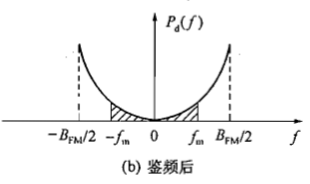 P_d(f)
-B_FM/2 -f_m 0 f_m B_FM/2 f
(b) 鉴频后